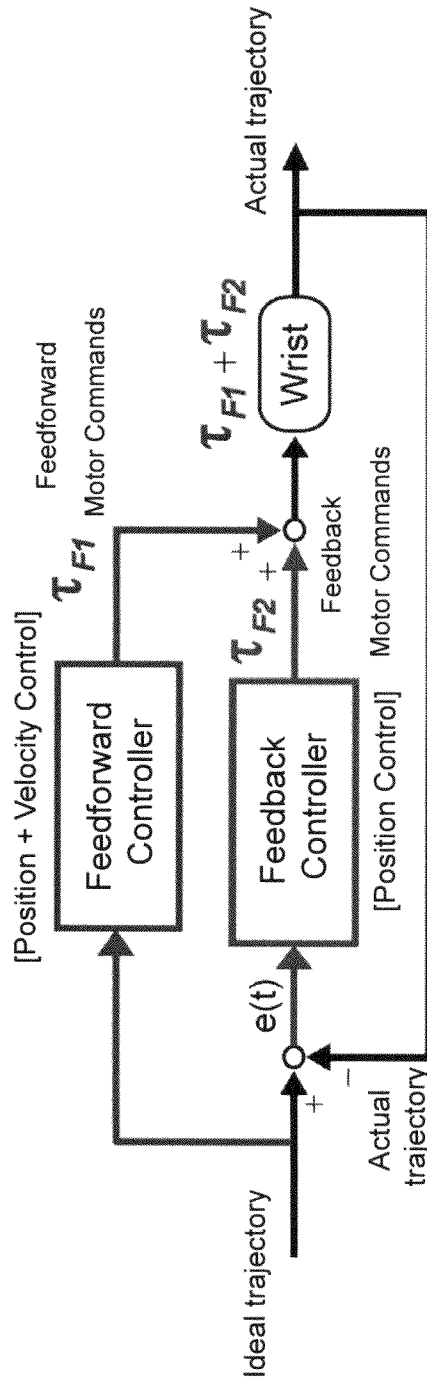 [Position + Velocity Control]
Feedforward
Controller
τF1
Feedforward
Motor Commands
Ideal trajectory
+
−
e(t)
Feedback
Controller
[Position Control]
τF2
+
+
Feedback
Motor Commands
τF1 + τF2
Wrist
Actual trajectory
Actual
trajectory